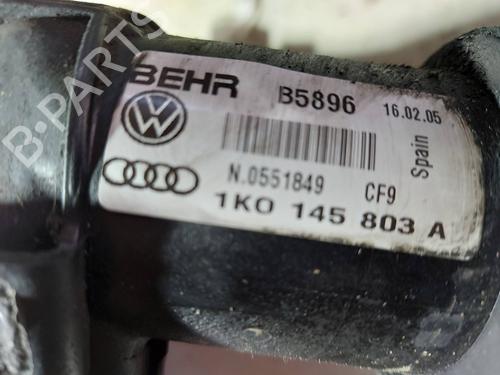 B-PARTS
BEHR B5896 16.02.05
Spain
N.0551849 CF9
1K0 145 803 A